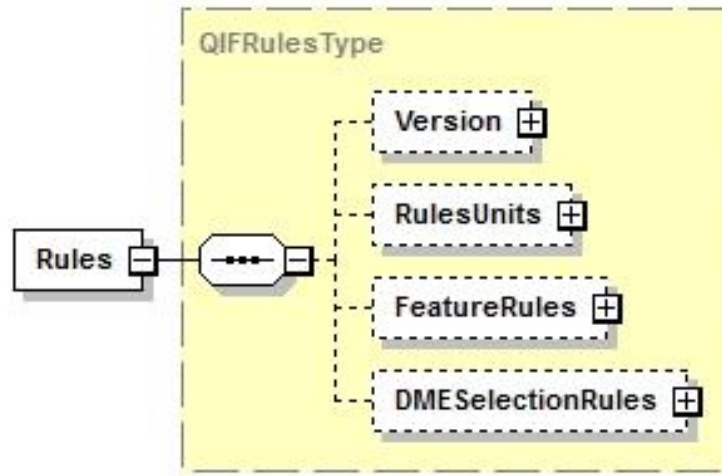 QIFRulesType
Version
RulesUnits
Rules
FeatureRules
DMESelectionRules